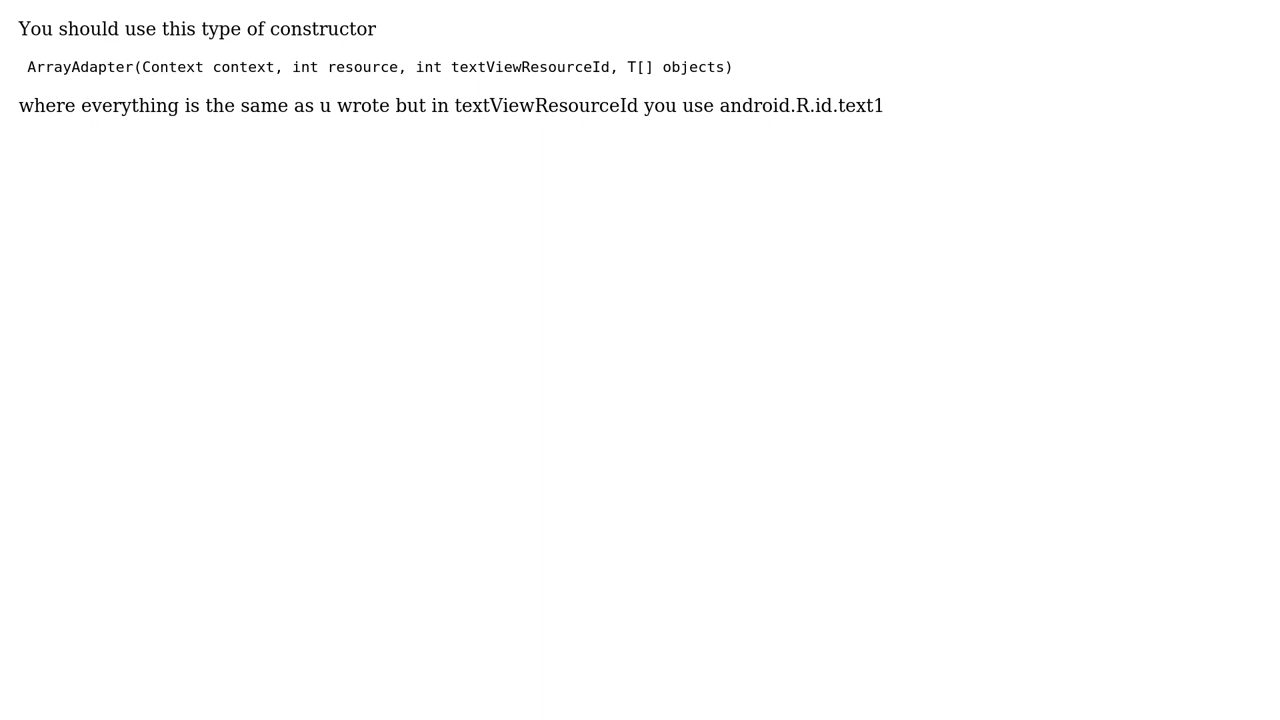 You should use this type of constructor
ArrayAdapter(Context context, int resource, int textViewResourceId, T[] objects)
where everything is the same as u wrote but in textViewResourceId you use android.R.id.text1